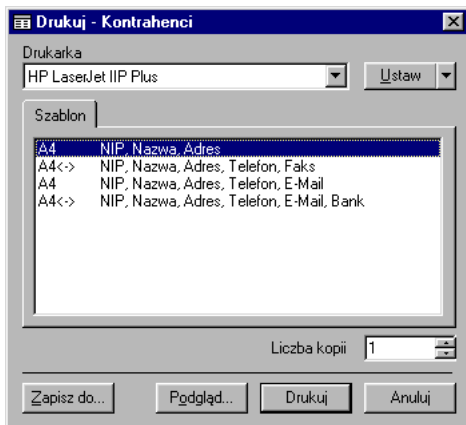 Drukuj - Kontrahenci
Drukarka
HP LaserJet IIP Plus
Ustaw
Szablon
A4 NIP, Nazwa, Adres
A4<-> NIP, Nazwa, Adres, Telefon, Faks
A4 NIP, Nazwa, Adres, Telefon, E-Mail
A4<-> NIP, Nazwa, Adres, Telefon, E-Mail, Bank
Liczba kopii 1
Zapisz do... Podgląd... Drukuj Anuluj